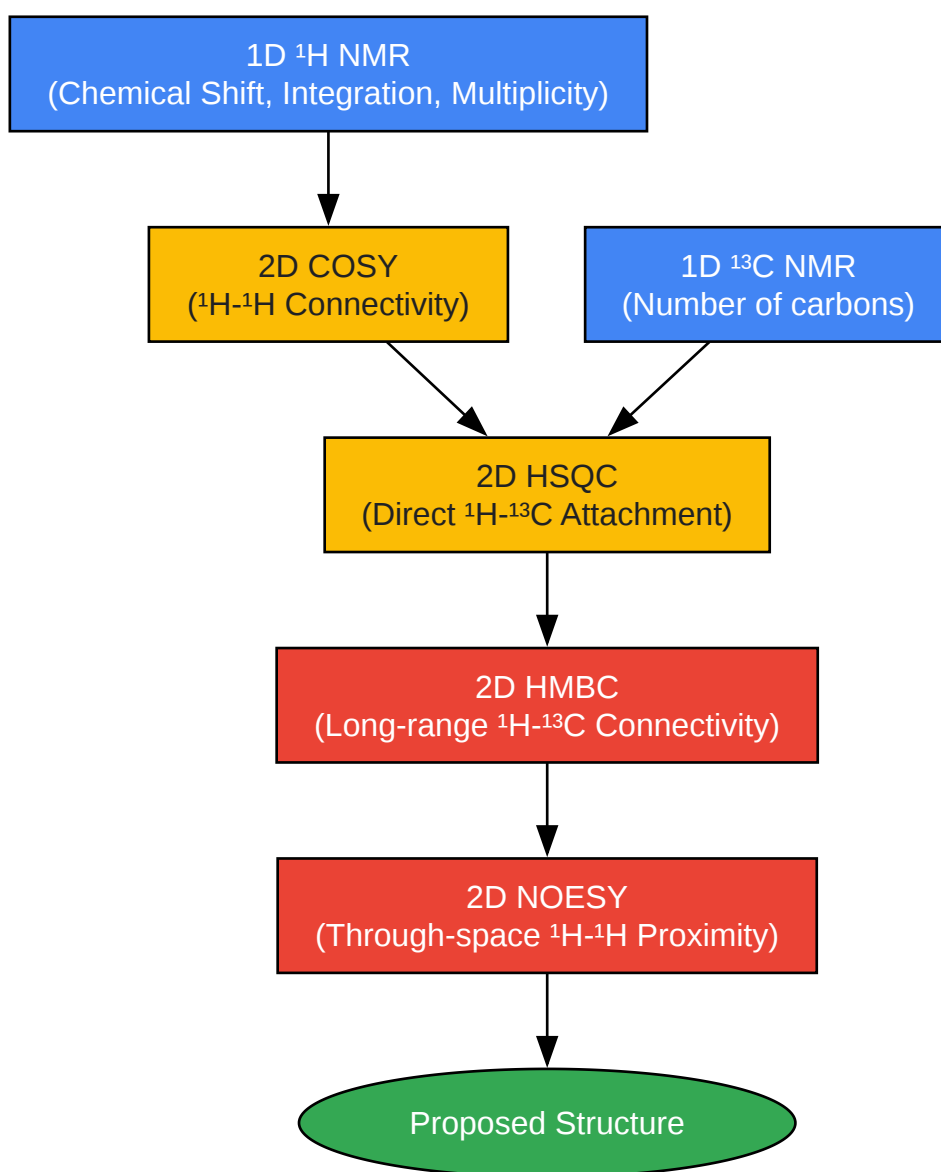 1D ¹H NMR
(Chemical Shift, Integration, Multiplicity)
2D COSY
(¹H-¹H Connectivity)
1D ¹³C NMR
(Number of carbons)
2D HSQC
(Direct ¹H-¹³C Attachment)
2D HMBC
(Long-range ¹H-¹³C Connectivity)
2D NOESY
(Through-space ¹H-¹H Proximity)
Proposed Structure